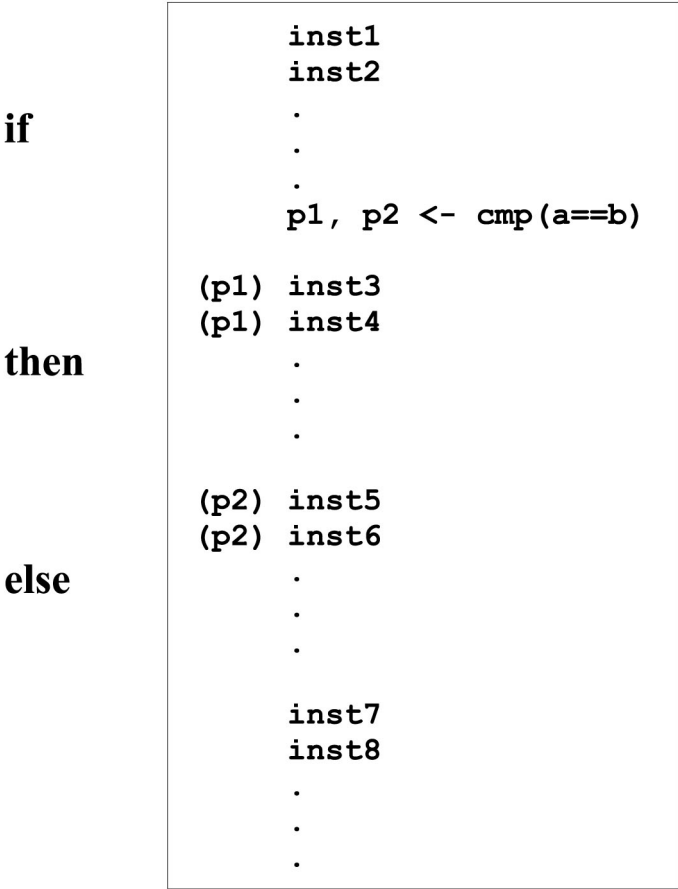 inst1
inst2
if
.
.
.
p1, p2 <- cmp(a==b)
(p1) inst3
(p1) inst4
then
.
.
.
(p2) inst5
(p2) inst6
else
.
.
.
inst7
inst8
.
.
.